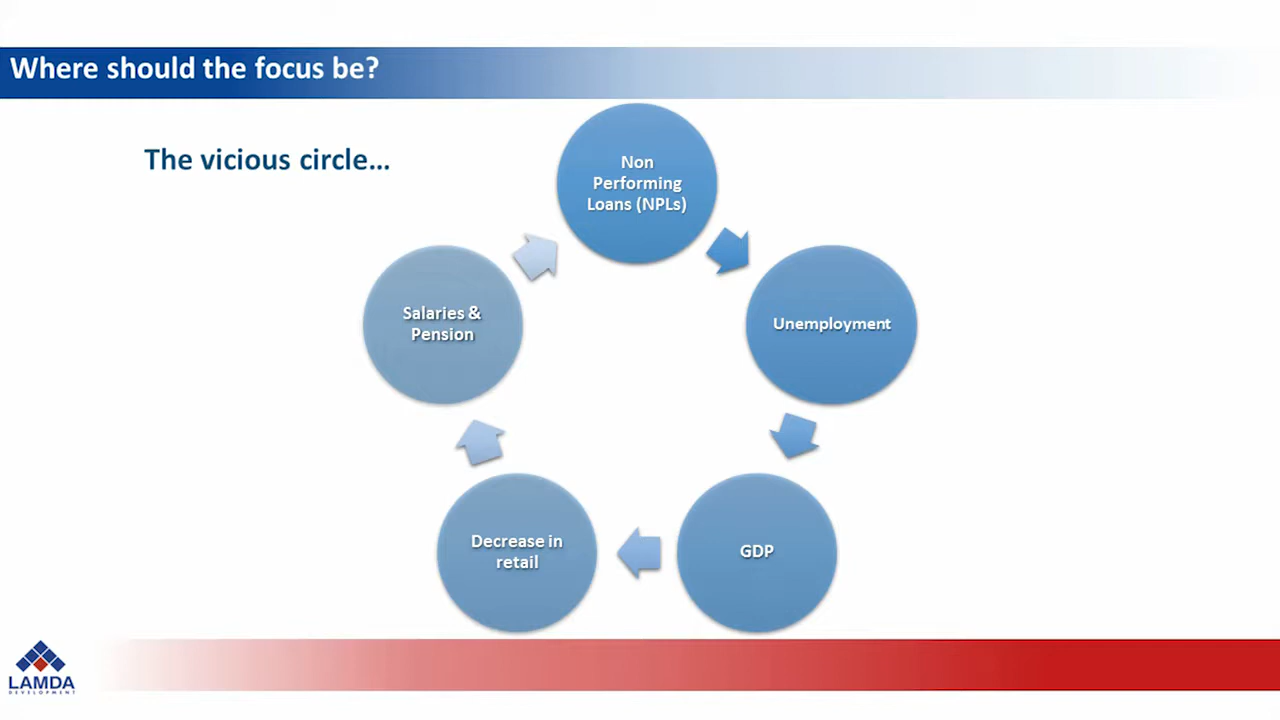 Where should the focus be?
The vicious circle...
Non
Performing
Loans (NPLs)
Unemployment
GDP
Decrease in
retail
Salaries &
Pension
LAMDA
DEVELOPMENT